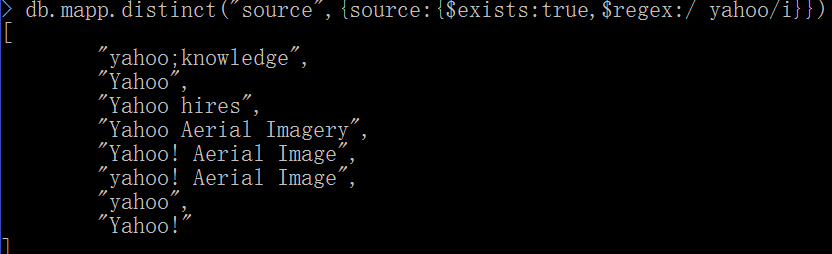 > db.mapp.distinct("source",{source:{$exists:true,$regex:/ yahoo/i}})
[
"yahoo;knowledge",
"Yahoo",
"Yahoo hires",
"Yahoo Aerial Imagery",
"Yahoo! Aerial Image",
"yahoo! Aerial Image",
"yahoo",
"Yahoo!"
]